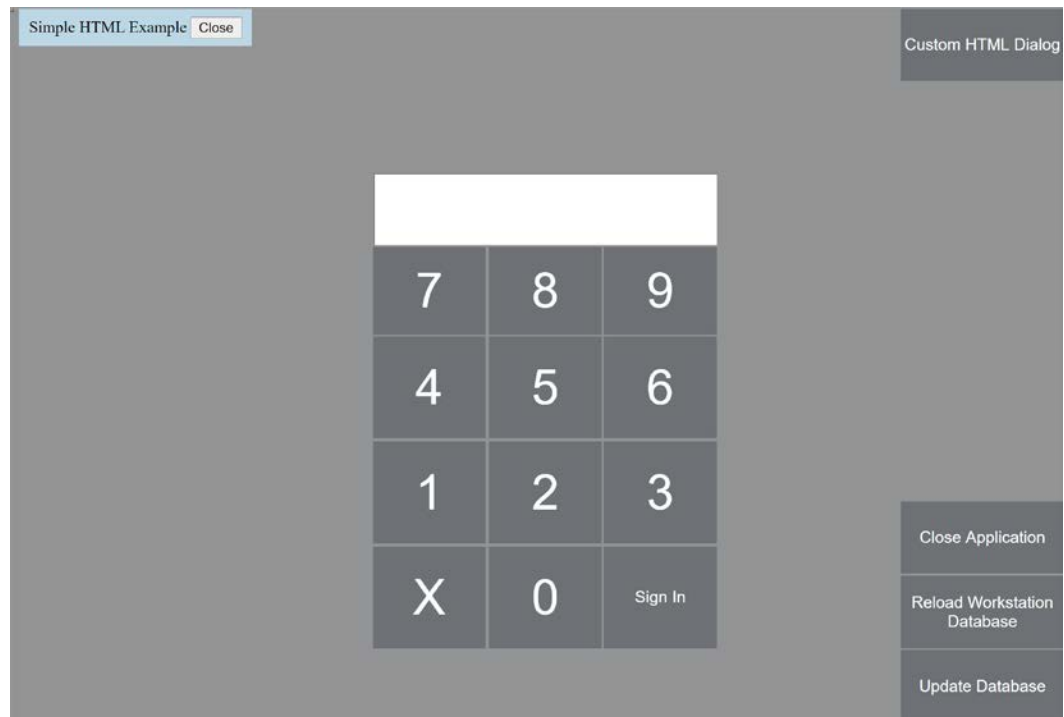 Simple HTML Example Close
Custom HTML Dialog
7 8 9
4 5 6
1 2 3
X 0 Sign In
Close Application
Reload Workstation
Database
Update Database